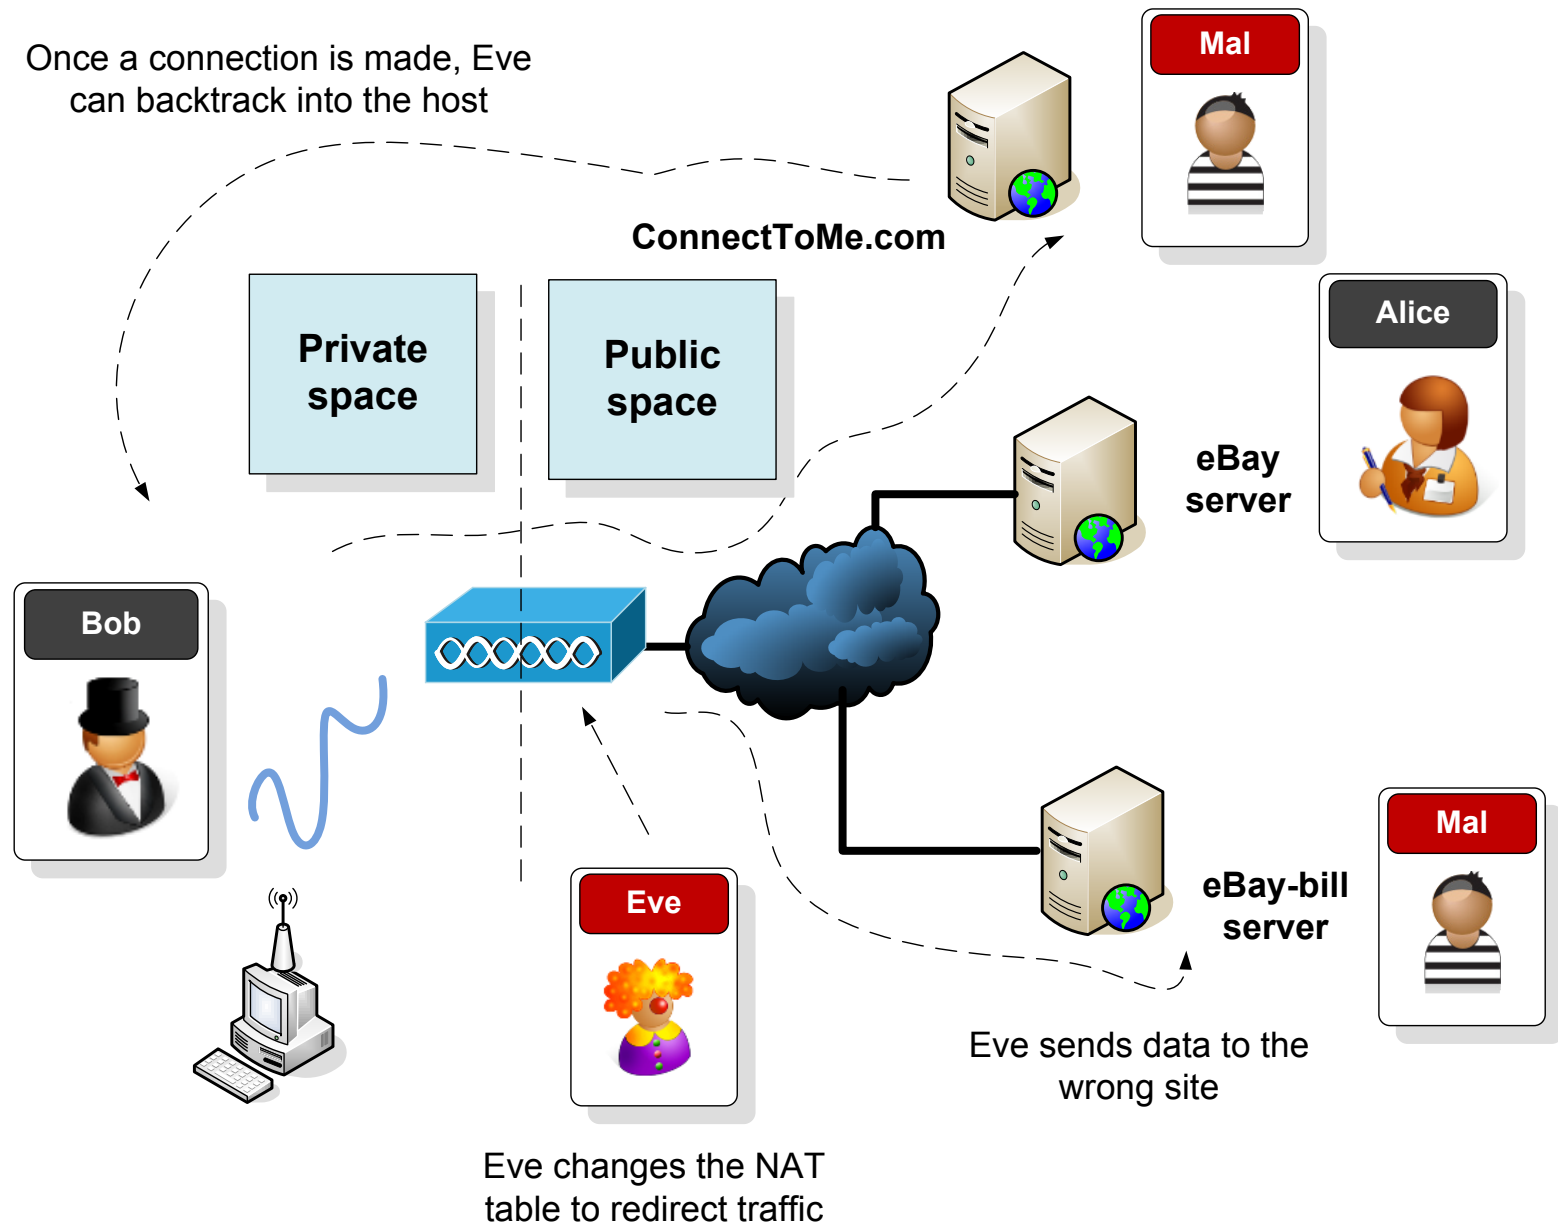 Once a connection is made, Eve
can backtrack into the host
Mal
ConnectToMe.com
Private
space
Public
space
Alice
eBay
server
Bob
Eve
eBay-bill
server
Mal
Eve sends data to the
wrong site
Eve changes the NAT
table to redirect traffic